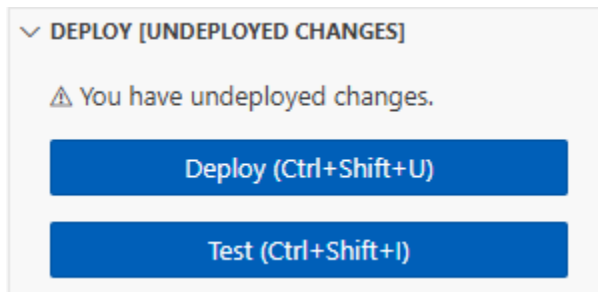 DEPLOY [UNDEPLOYED CHANGES]
⚠ You have undeployed changes.
Deploy (Ctrl+Shift+U)
Test (Ctrl+Shift+I)